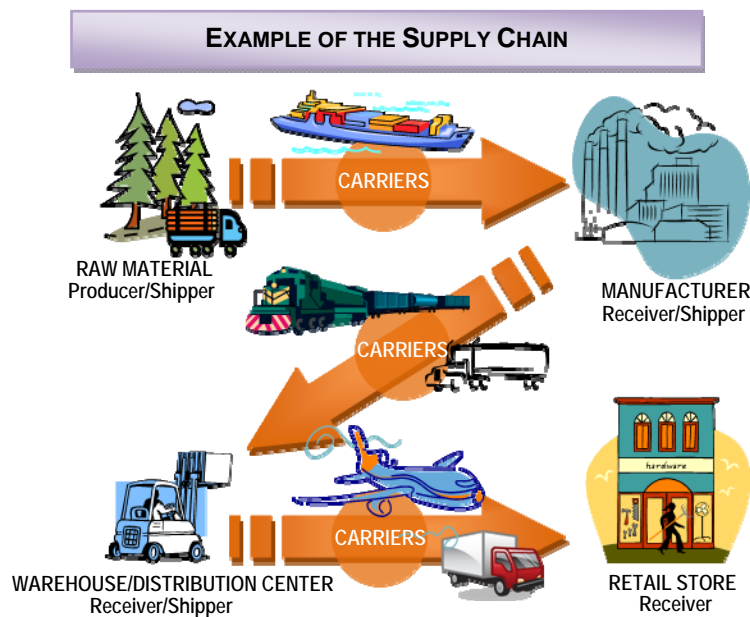 EXAMPLE OF THE SUPPLY CHAIN
CARRIERS
RAW MATERIAL
Producer/Shipper
MANUFACTURER
Receiver/Shipper
CARRIERS
hardware
CARRIERS
WAREHOUSE/DISTRIBUTION CENTER
Receiver/Shipper
RETAIL STORE
Receiver